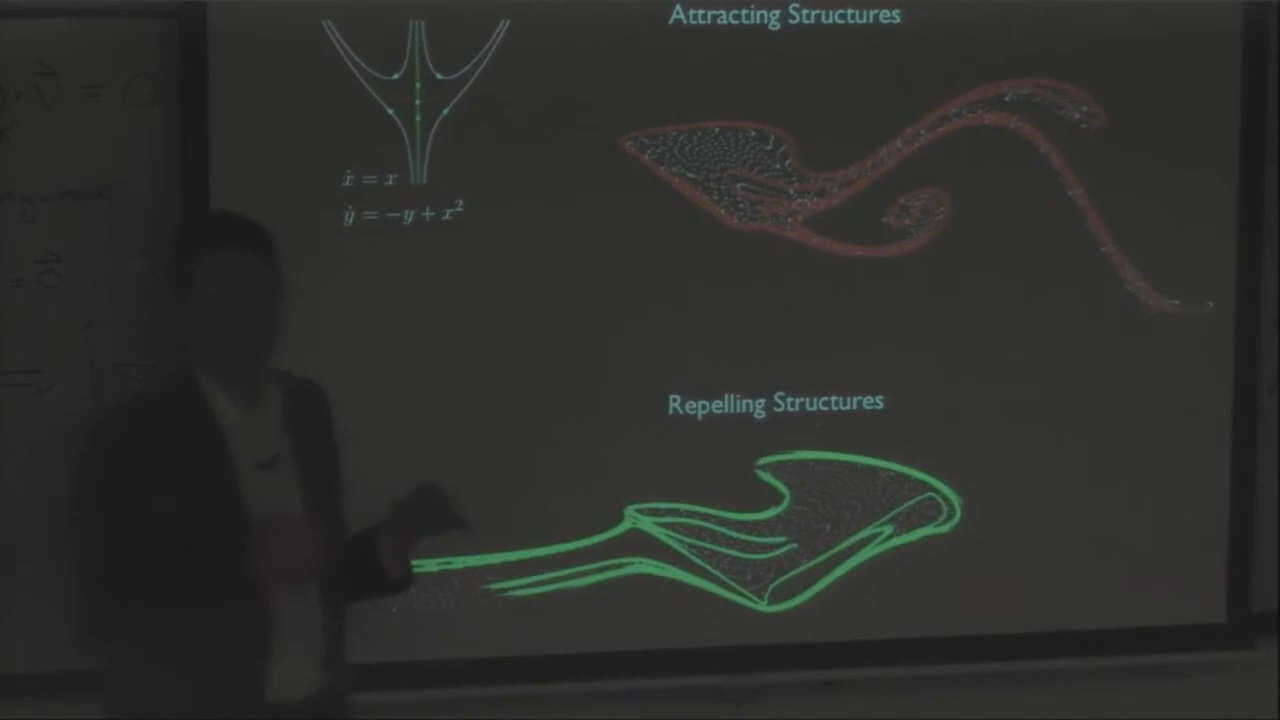 Attracting Structures
ẋ = x
ẏ = −y + x²
Repelling Structures